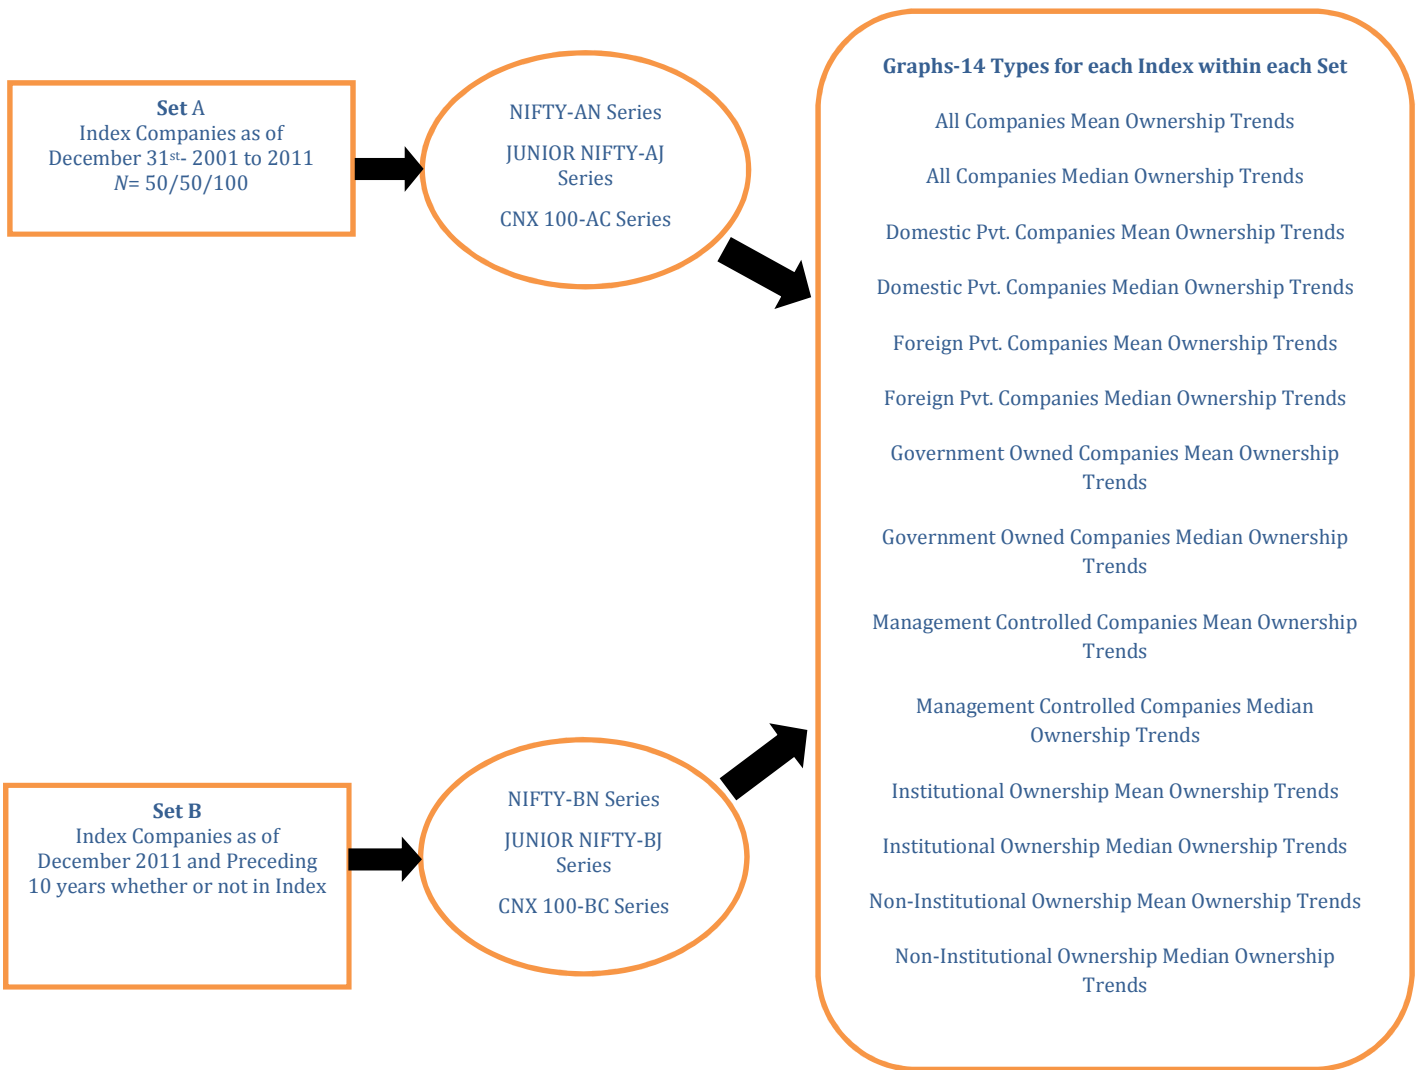 Set A
Index Companies as of
December 31st- 2001 to 2011
N= 50/50/100
NIFTY-AN Series
JUNIOR NIFTY-AJ
Series
CNX 100-AC Series
Set B
Index Companies as of
December 2011 and Preceding
10 years whether or not in Index
NIFTY-BN Series
JUNIOR NIFTY-BJ
Series
CNX 100-BC Series
Graphs-14 Types for each Index within each Set
All Companies Mean Ownership Trends
All Companies Median Ownership Trends
Domestic Pvt. Companies Mean Ownership Trends
Domestic Pvt. Companies Median Ownership Trends
Foreign Pvt. Companies Mean Ownership Trends
Foreign Pvt. Companies Median Ownership Trends
Government Owned Companies Mean Ownership
Trends
Government Owned Companies Median Ownership
Trends
Management Controlled Companies Mean Ownership
Trends
Management Controlled Companies Median
Ownership Trends
Institutional Ownership Mean Ownership Trends
Institutional Ownership Median Ownership Trends
Non-Institutional Ownership Mean Ownership Trends
Non-Institutional Ownership Median Ownership
Trends